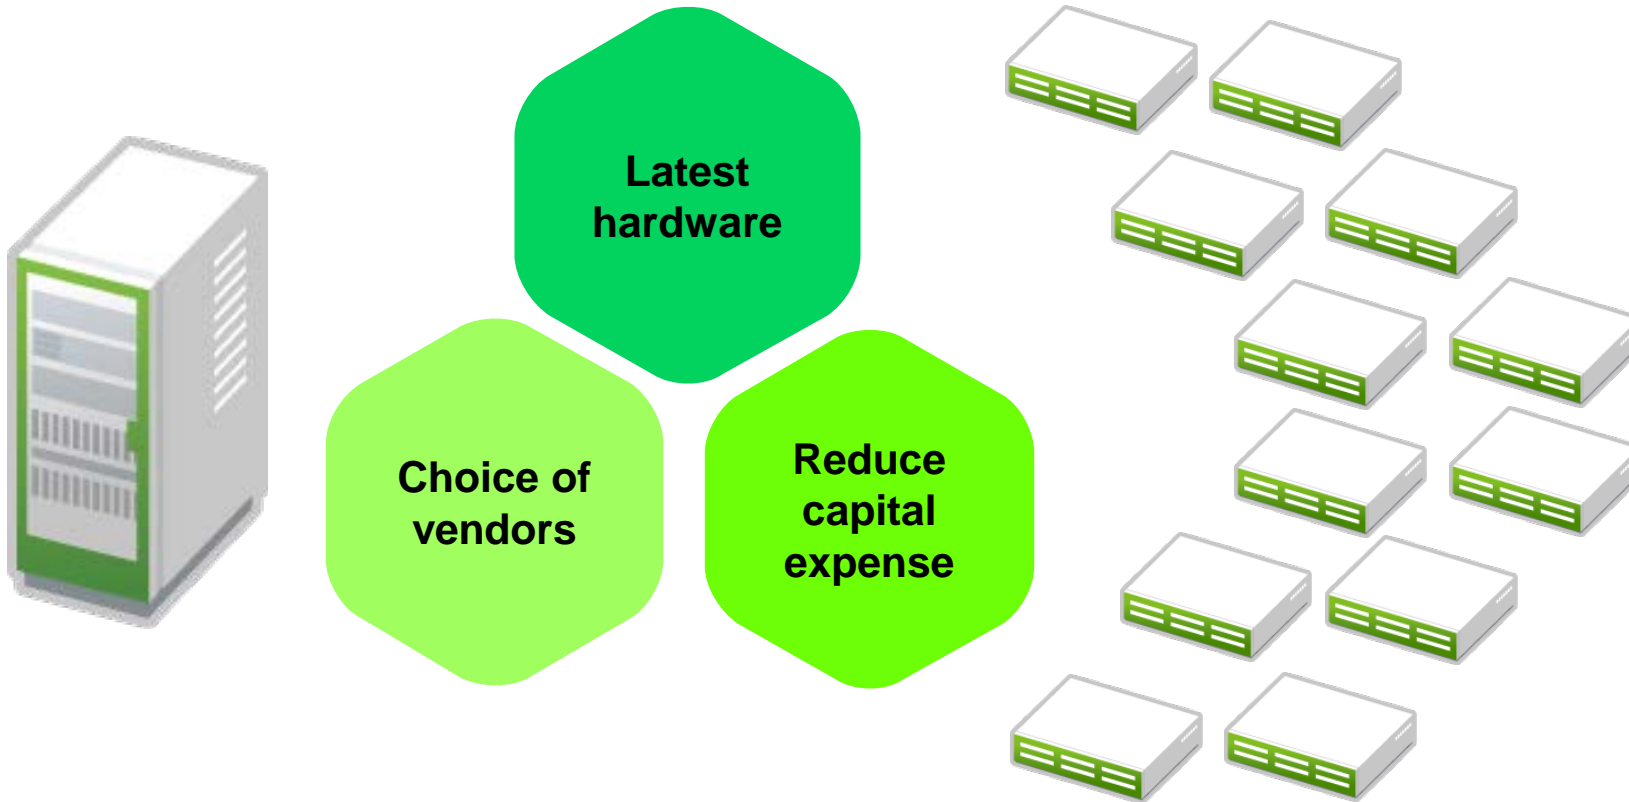 Latest
hardware
Choice of
vendors
Reduce
capital
expense